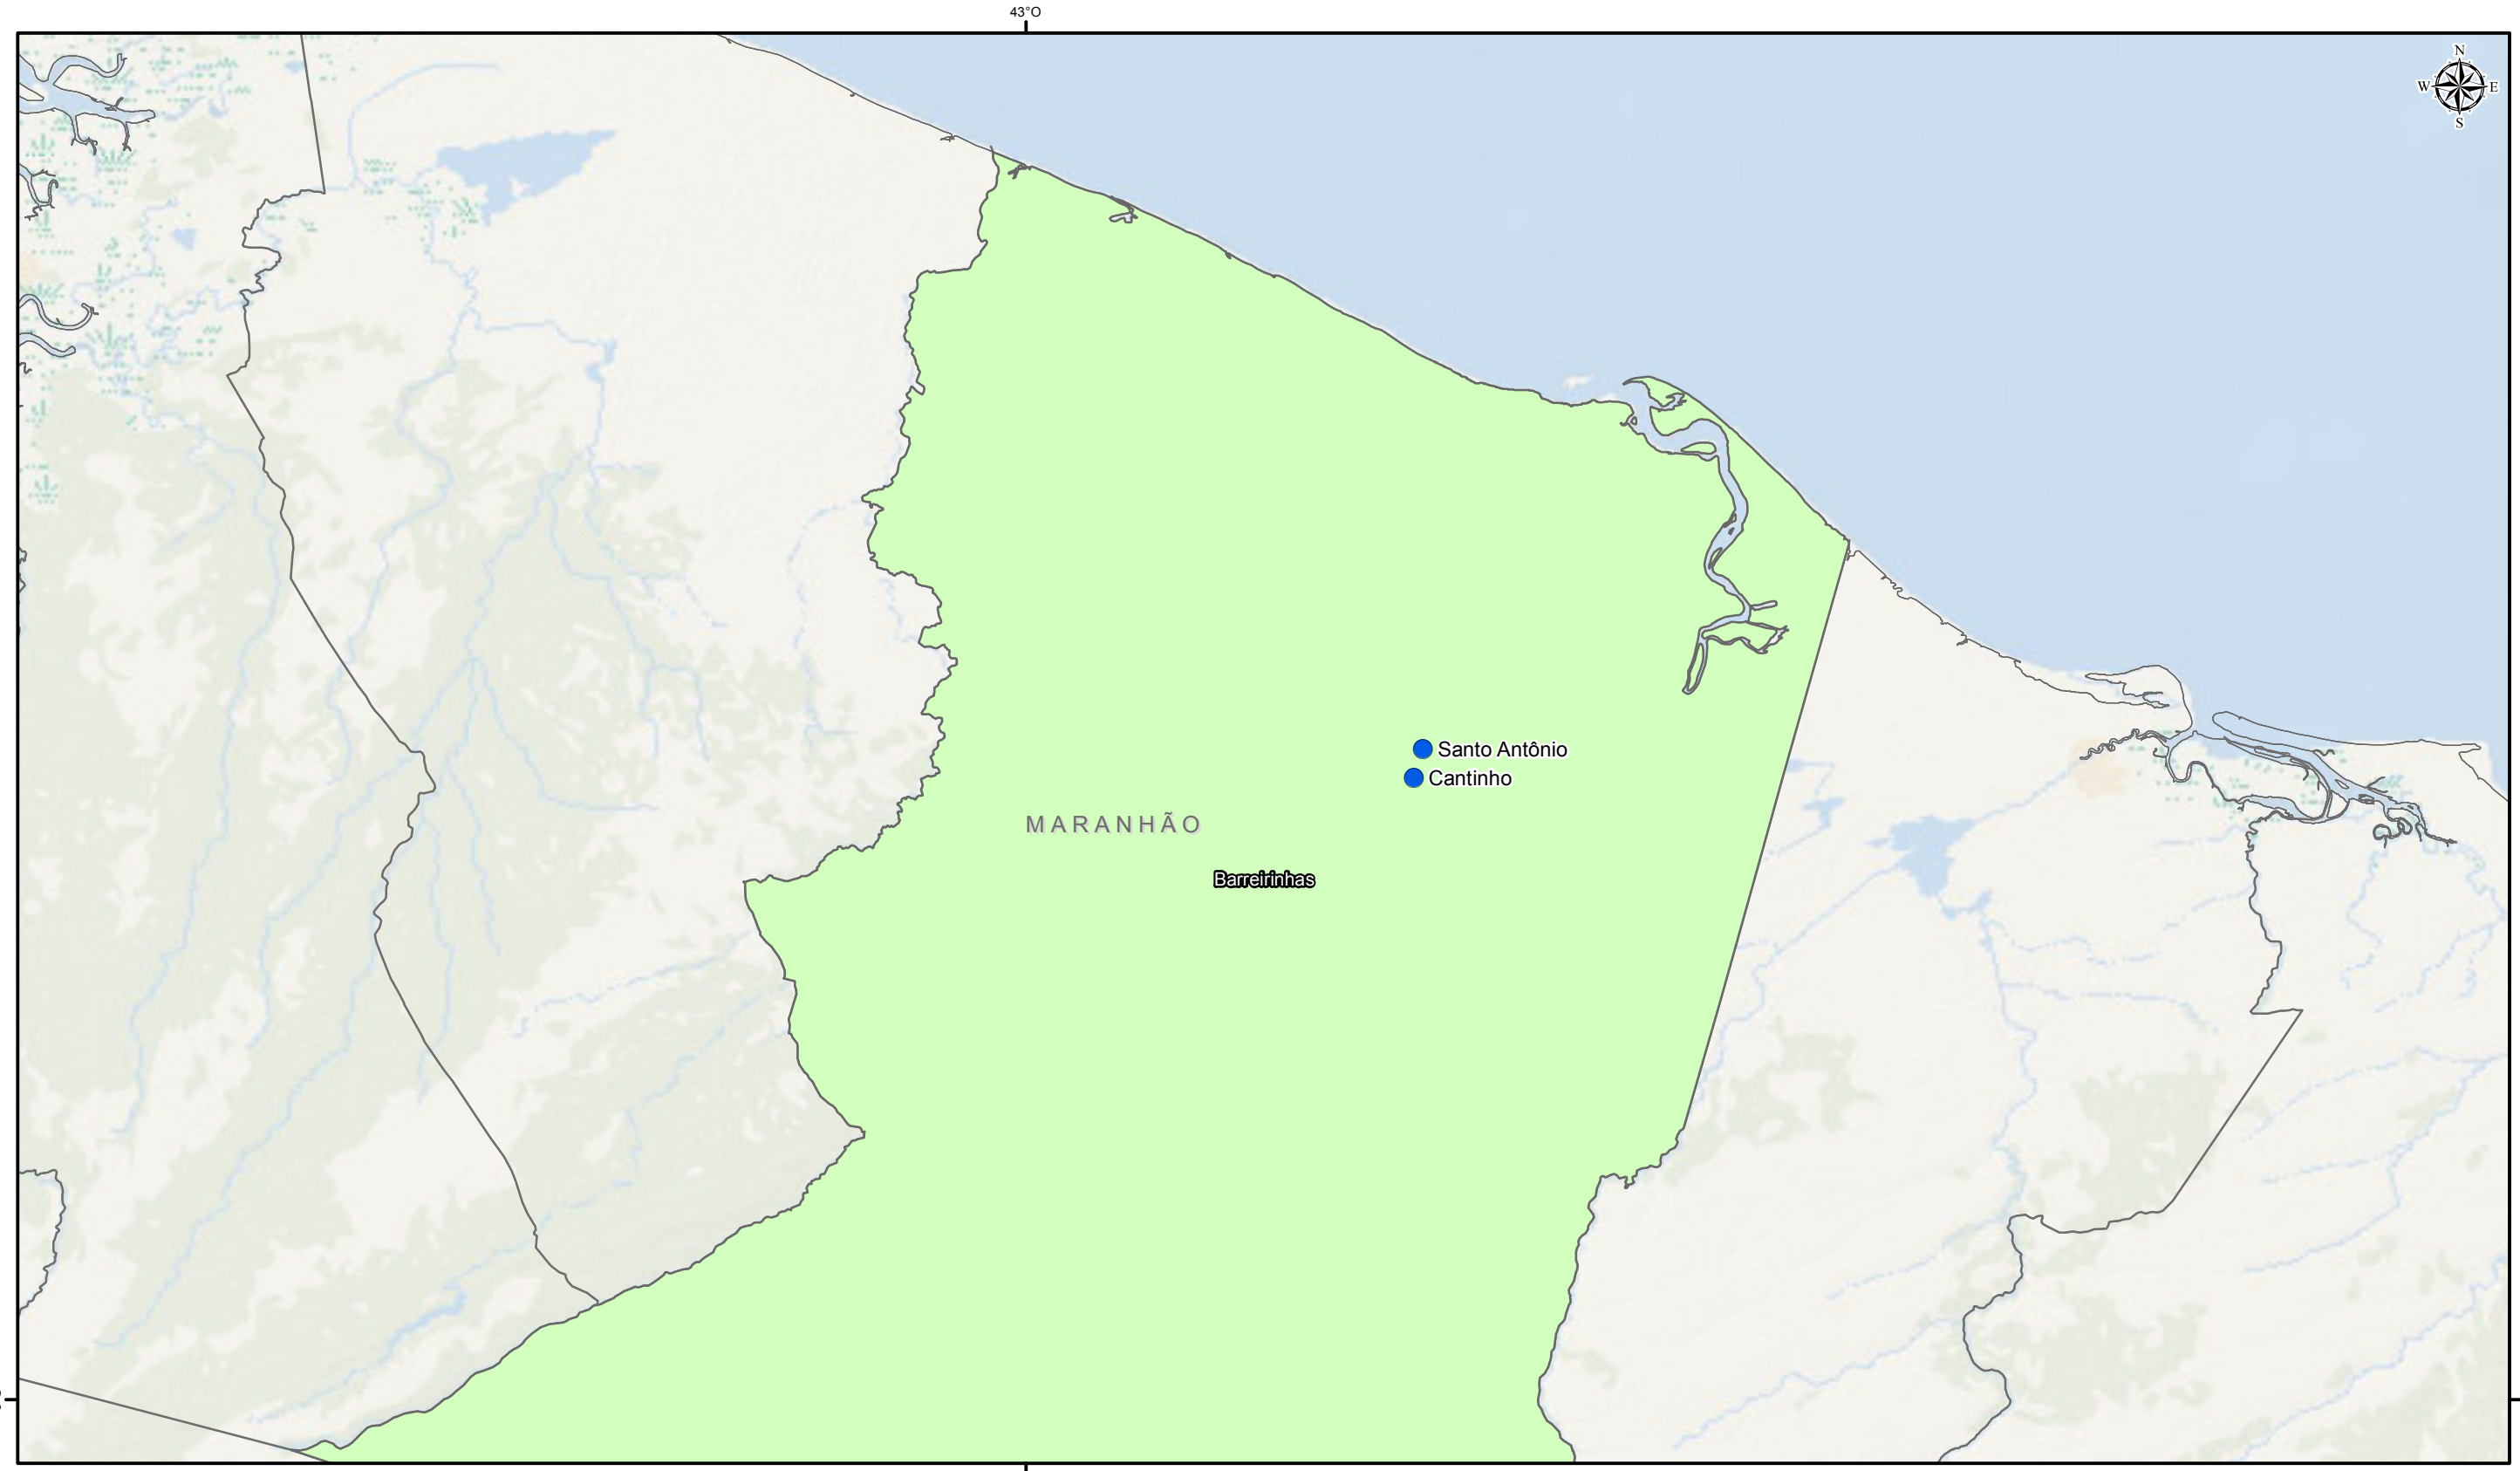 43°O
N
W E
S
Santo Antônio
Cantinho
MARANHÃO
Barreirinhas